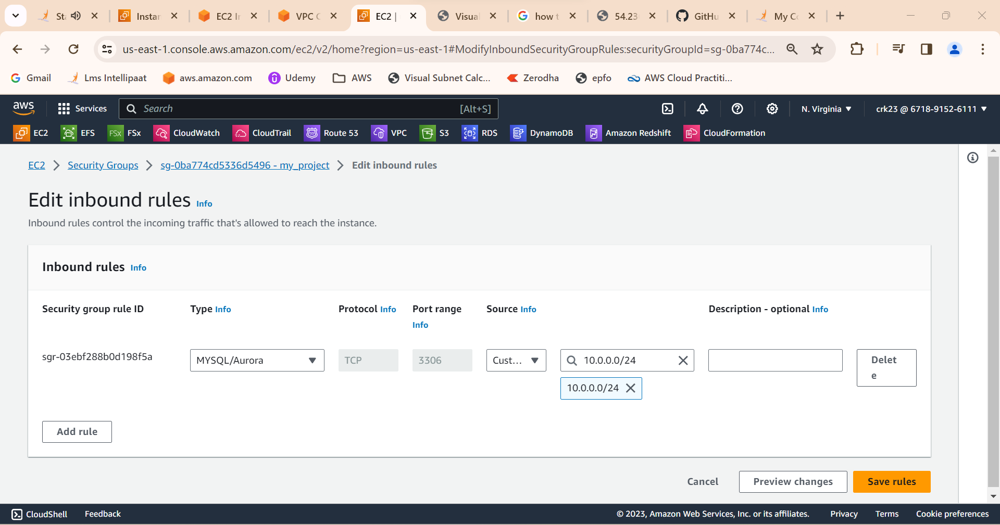 Sta
Instar
EC2 Ir
VPC C
EC2 |
Visual
how t
54.23
GitHu
My Co
us-east-1.console.aws.amazon.com/ec2/v2/home?region=us-east-1#ModifyInboundSecurityGroupRules:securityGroupId=sg-0ba774c...
Gmail
Lms Intellipaat
aws.amazon.com
Udemy
AWS
Visual Subnet Calc...
Zerodha
epfo
AWS Cloud Practiti...
aws
Services
Search
[Alt+S]
N. Virginia
crk23 @ 6718-9152-6111
EC2
EFS
FSx FSx
CloudWatch
CloudTrail
53 Route 53
VPC
S3
RDS
DynamoDB
Amazon Redshift
CloudFormation
EC2 > Security Groups > sg-0ba774cd5336d5496 - my_project > Edit inbound rules
Edit inbound rules Info
Inbound rules control the incoming traffic that's allowed to reach the instance.
Inbound rules Info
Security group rule ID
Type Info
Protocol Info
Port range
Info
Source Info
Description - optional Info
sgr-03ebf288b0d198f5a
MYSQL/Aurora
TCP
3306
Cust...
10.0.0.0/24
10.0.0.0/24
Delet
e
Add rule
Cancel
Preview changes
Save rules
CloudShell
Feedback
© 2023, Amazon Web Services, Inc. or its affiliates.
Privacy
Terms
Cookie preferences